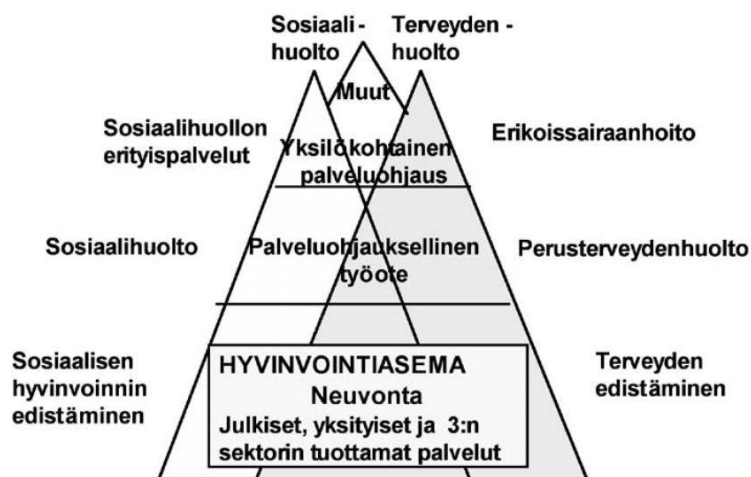 Sosiaali-
huolto
Terveyden -
huolto
Muut
Sosiaalihuollon
erityispalvelut
Yksilökohtainen
palveluohjaus
Erikoissairaanhoito
Sosiaalihuolto
Palveluohjauksellinen
työote
Perusterveydenhuolto
Sosiaalisen
hyvinvoinnin
edistäminen
HYVINVOINTIASEMA
Neuvonta
Julkiset, yksityiset ja 3:n
sektorin tuottamat palvelut
Terveyden
edistäminen